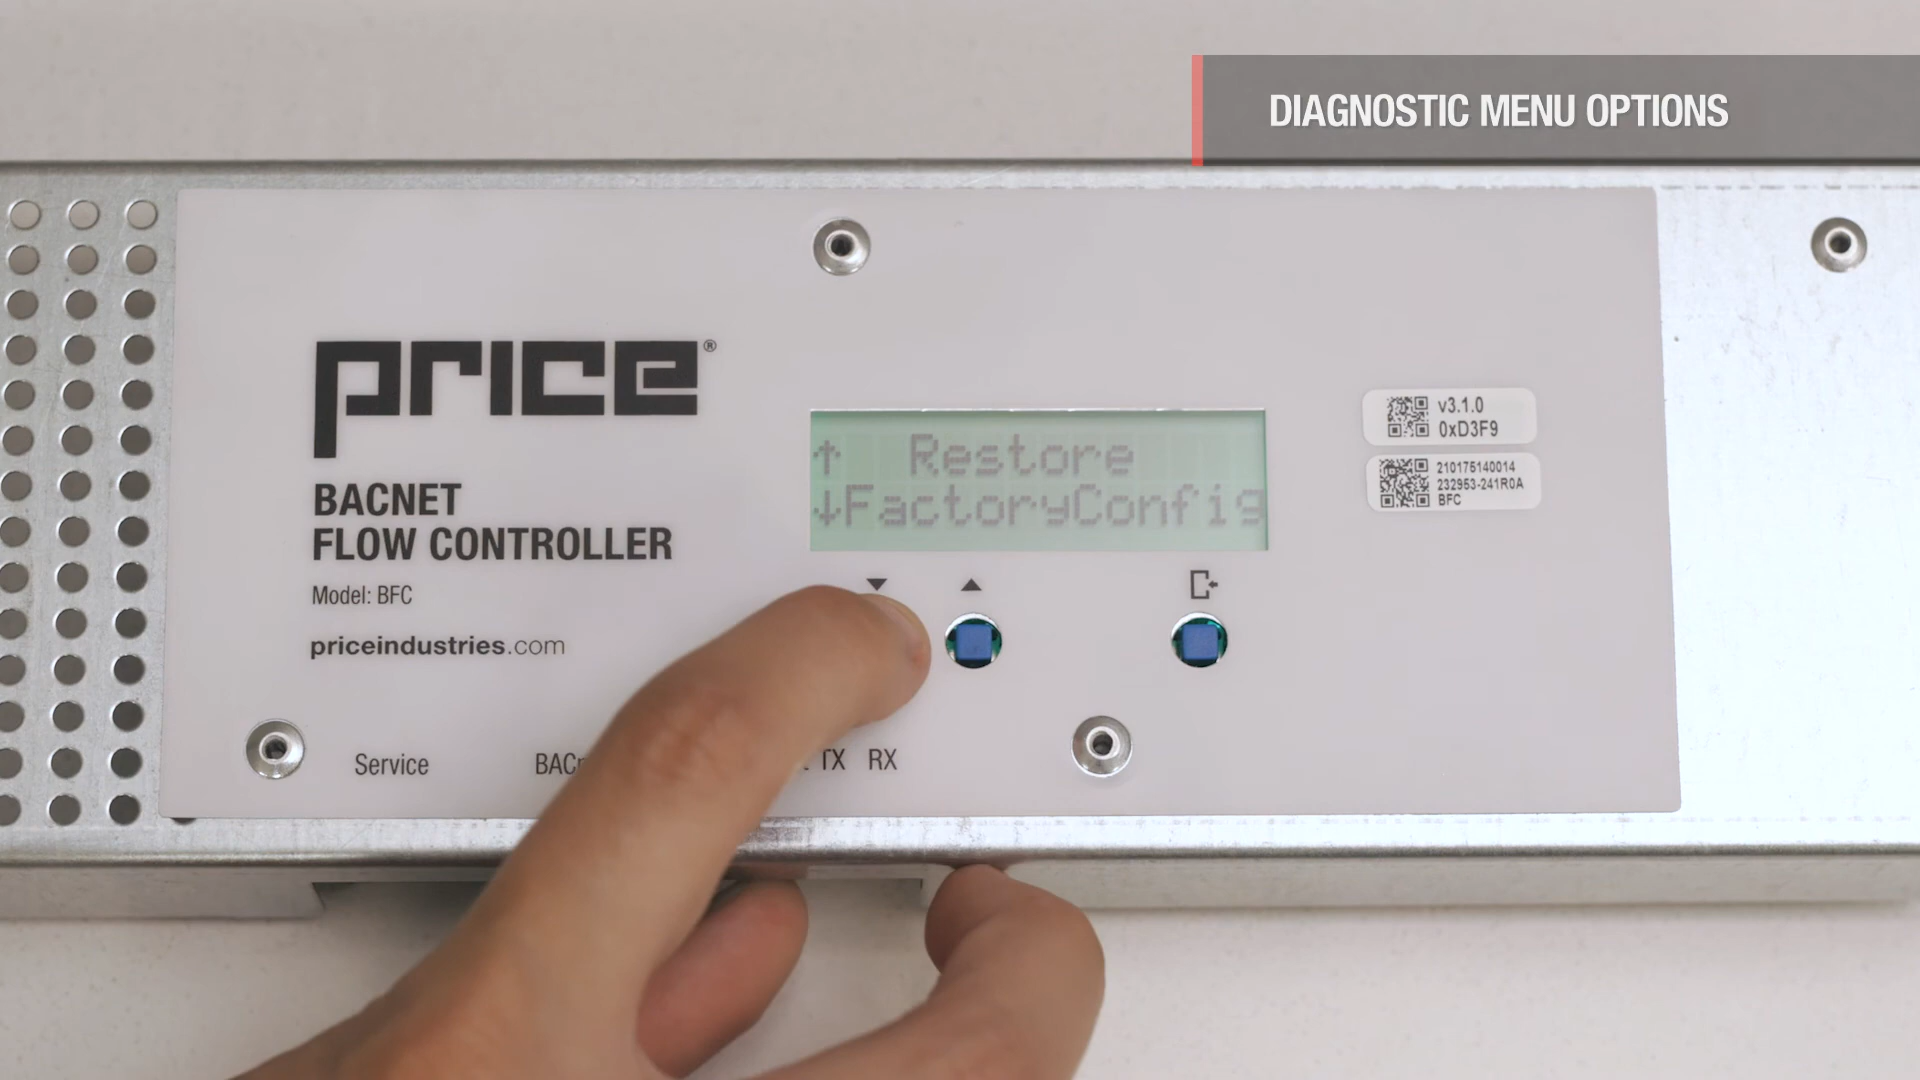 DIAGNOSTIC MENU OPTIONS
price®
BACNET
FLOW CONTROLLER
Model: BFC
priceindustries.com
↑ Restore
↓FactoryConfig
v3.1.0
0xD3F9
210175140014
232953-241R0A
BFC
Service
TX RX